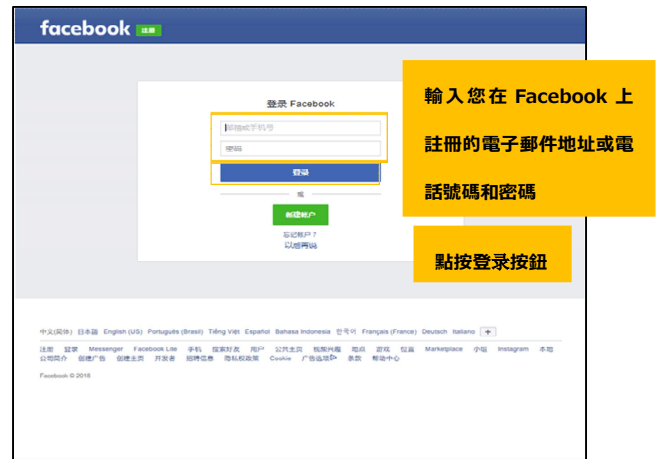 facebook 注册
登录 Facebook
邮箱或手机号
密码
登录
或
新建帐户
忘记帐户?
以后再说
輸入您在 Facebook 上
註冊的電子郵件地址或電
話號碼和密碼
點按登录按鈕
中文(简体) 日本語 English (US) Português (Brasil) Tiếng Việt Español Bahasa Indonesia 한국어 Français (France) Deutsch Italiano +
注册 登录 Messenger Facebook Lite 手机 搜索好友 用户 公共主页 地点 游戏 位置 Marketplace 小组 Instagram 本地
公司简介 创建广告 创建主页 开发者 招聘信息 隐私权政策 Cookie 广告选项 条款 帮助中心
Facebook © 2018